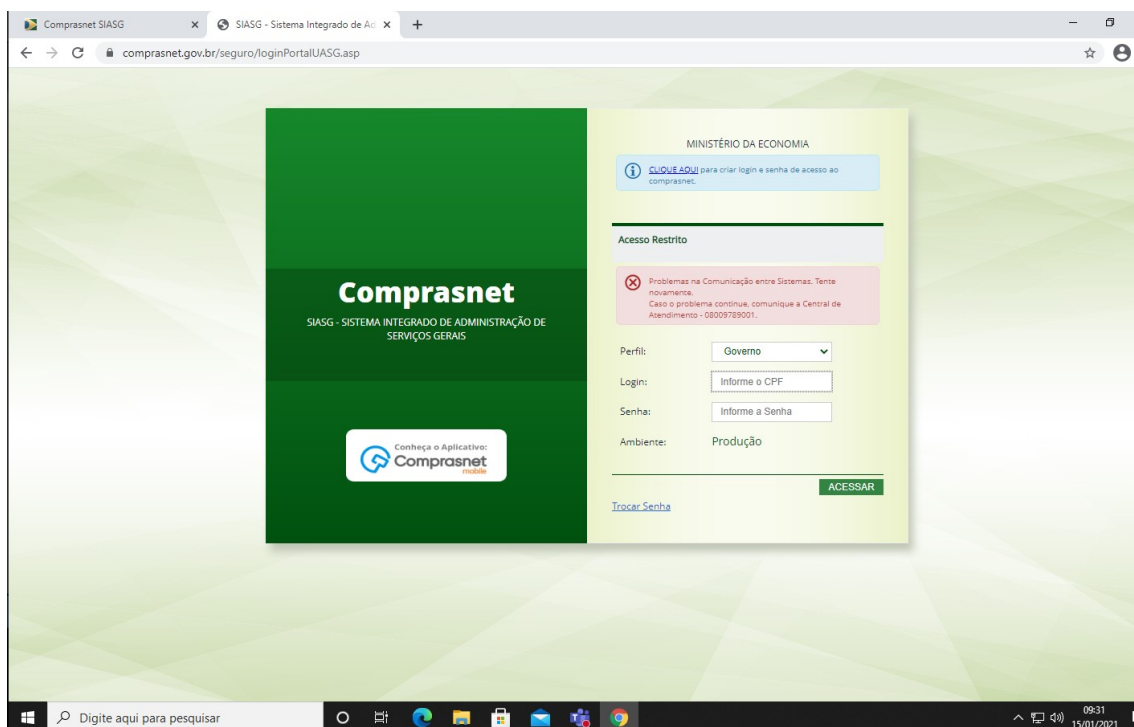 Comprasnet SIASG
SIASG - Sistema Integrado de Ad
comprasnet.gov.br/seguro/loginPortalUASG.asp
MINISTÉRIO DA ECONOMIA
CLIQUE AQUI para criar login e senha de acesso ao
comprasnet.
Acesso Restrito
Problemas na Comunicação entre Sistemas. Tente
novamente.
Caso o problema continue, comunique a Central de
Atendimento - 08009789001.
Comprasnet
SIASG - SISTEMA INTEGRADO DE ADMINISTRAÇÃO DE
SERVIÇOS GERAIS
Perfil: Governo
Login: Informe o CPF
Senha: Informe a Senha
Ambiente: Produção
Conheça o Aplicativo:
Comprasnet
mobile
ACESSAR
Trocar Senha
Digite aqui para pesquisar
09:31
15/01/2021